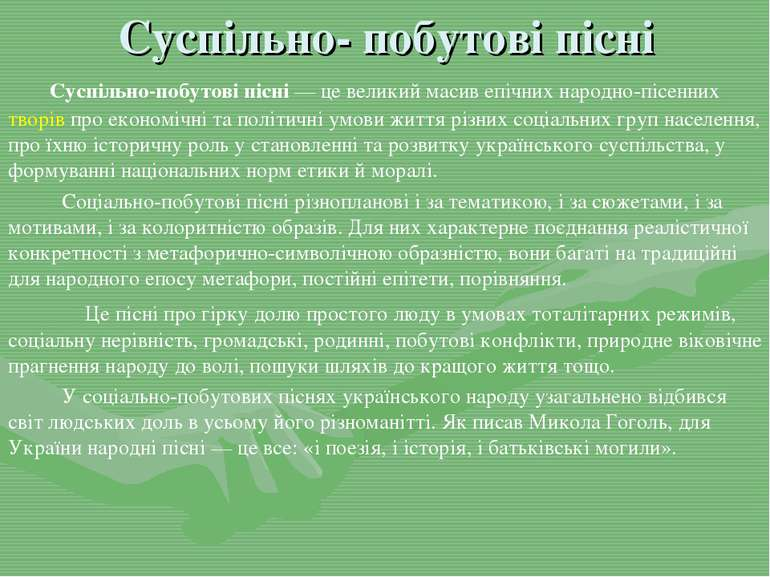 Суспільно- побутові пісні
Суспільно-побутові пісні — це великий масив епічних народно-пісенних
творів про економічні та політичні умови життя різних соціальних груп населення,
про їхню історичну роль у становленні та розвитку українського суспільства, у
формуванні національних норм етики й моралі.
Соціально-побутові пісні різнопланові і за тематикою, і за сюжетами, і за
мотивами, і за колоритністю образів. Для них характерне поєднання реалістичної
конкретності з метафорично-символічною образністю, вони багаті на традиційні
для народного епосу метафори, постійні епітети, порівняння.
Це пісні про гірку долю простого люду в умовах тоталітарних режимів,
соціальну нерівність, громадські, родинні, побутові конфлікти, природне віковічне
прагнення народу до волі, пошуки шляхів до кращого життя тощо.
У соціально-побутових піснях українського народу узагальнено відбився
світ людських доль в усьому його різноманітті. Як писав Микола Гоголь, для
України народні пісні — це все: «і поезія, і історія, і батьківські могили».